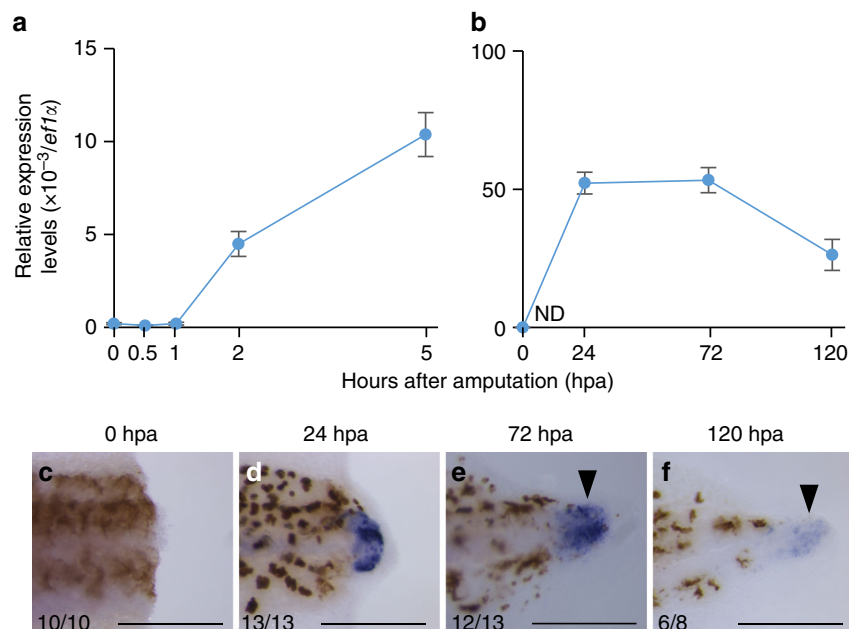 a
15
10
5
0
0 0.5 1 2 5
Relative expression
levels (×10⁻³/ef1α)
b
100
50
0
ND
0 24 72 120
Hours after amputation (hpa)
0 hpa 24 hpa 72 hpa 120 hpa
c d e f
10/10 13/13 12/13 6/8